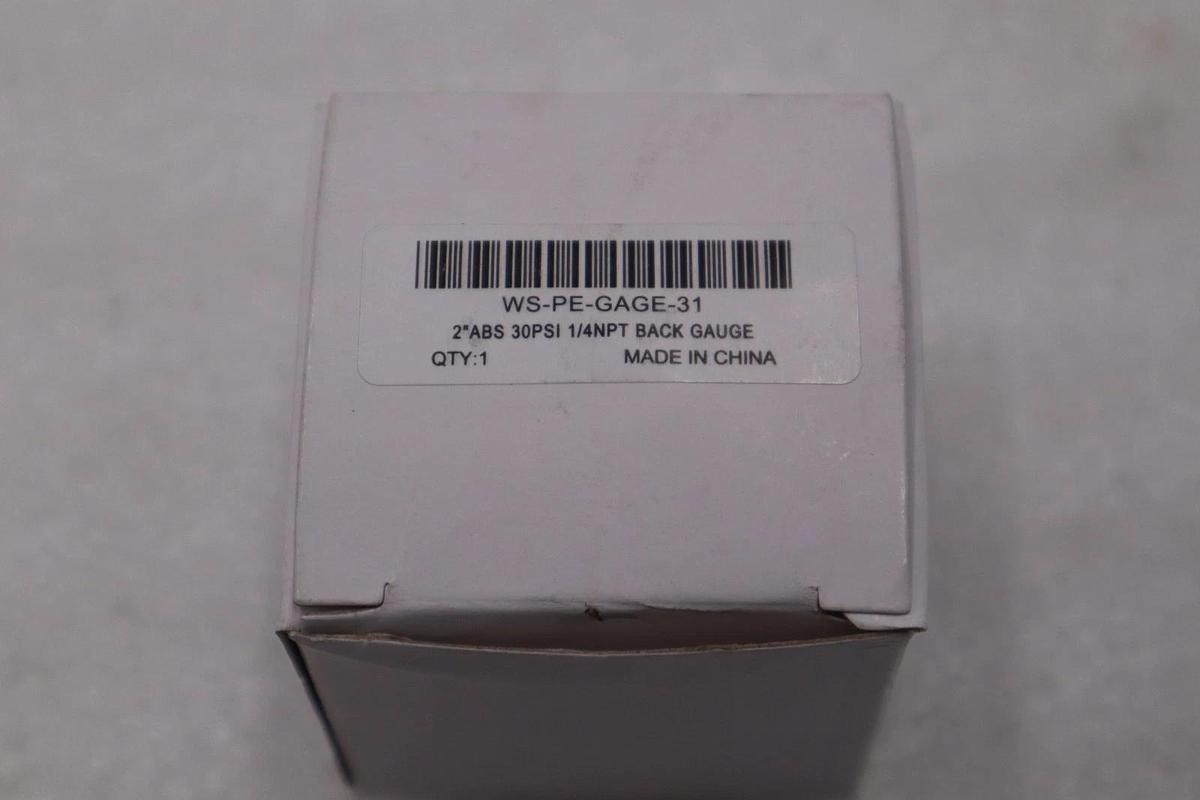 WS-PE-GAGE-31
2"ABS 30PSI 1/4NPT BACK GAUGE
QTY:1 MADE IN CHINA